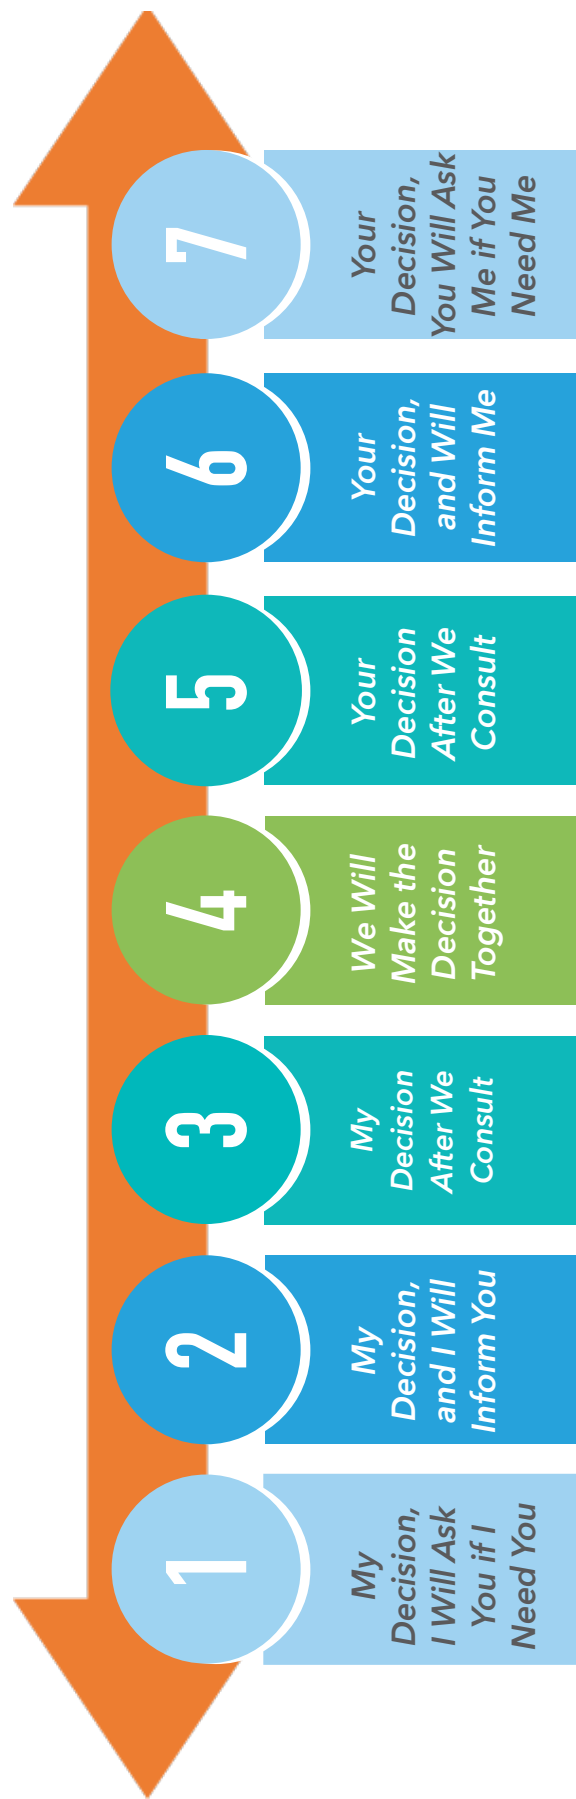 1
My
Decision,
I Will Ask
You if I
Need You
2
My
Decision,
and I Will
Inform You
3
My
Decision
After We
Consult
4
We Will
Make the
Decision
Together
5
Your
Decision
After We
Consult
6
Your
Decision,
and Will
Inform Me
7
Your
Decision,
You Will Ask
Me if You
Need Me